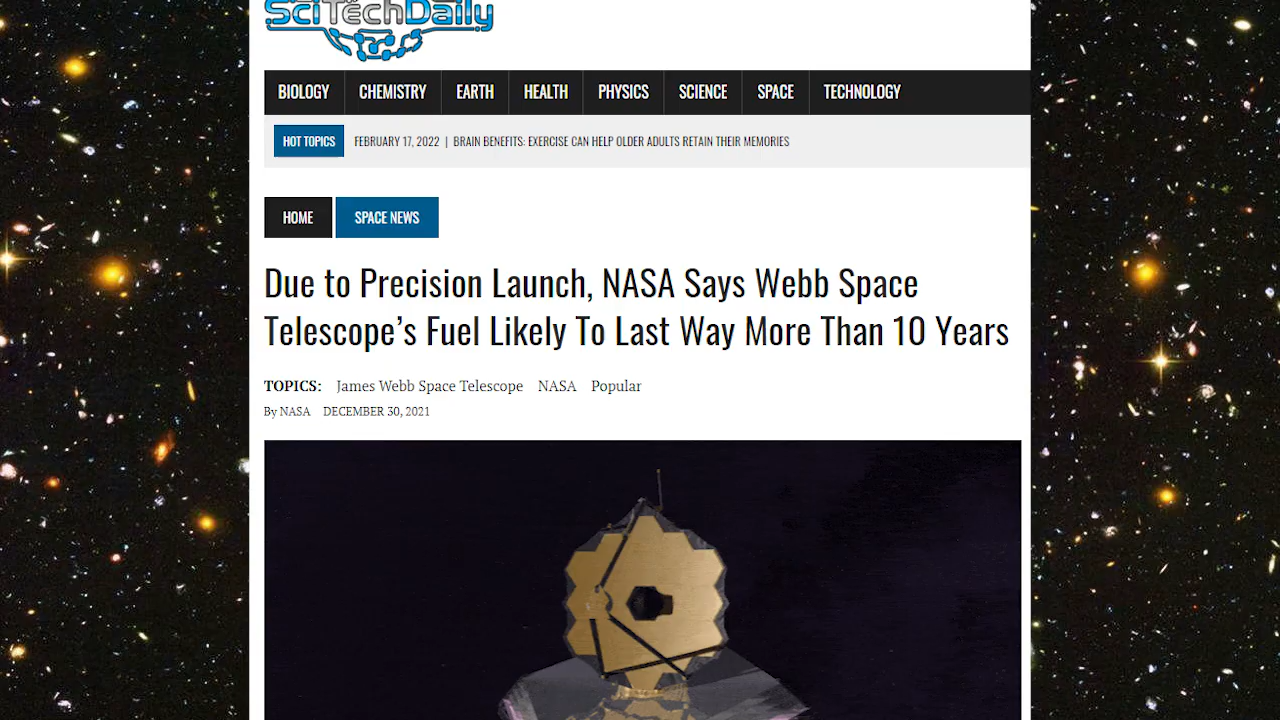 SciTechDaily
BIOLOGY CHEMISTRY EARTH HEALTH PHYSICS SCIENCE SPACE TECHNOLOGY
HOT TOPICS FEBRUARY 17, 2022 | BRAIN BENEFITS: EXERCISE CAN HELP OLDER ADULTS RETAIN THEIR MEMORIES
HOME SPACE NEWS
Due to Precision Launch, NASA Says Webb Space
Telescope’s Fuel Likely To Last Way More Than 10 Years
TOPICS: James Webb Space Telescope NASA Popular
By NASA DECEMBER 30, 2021